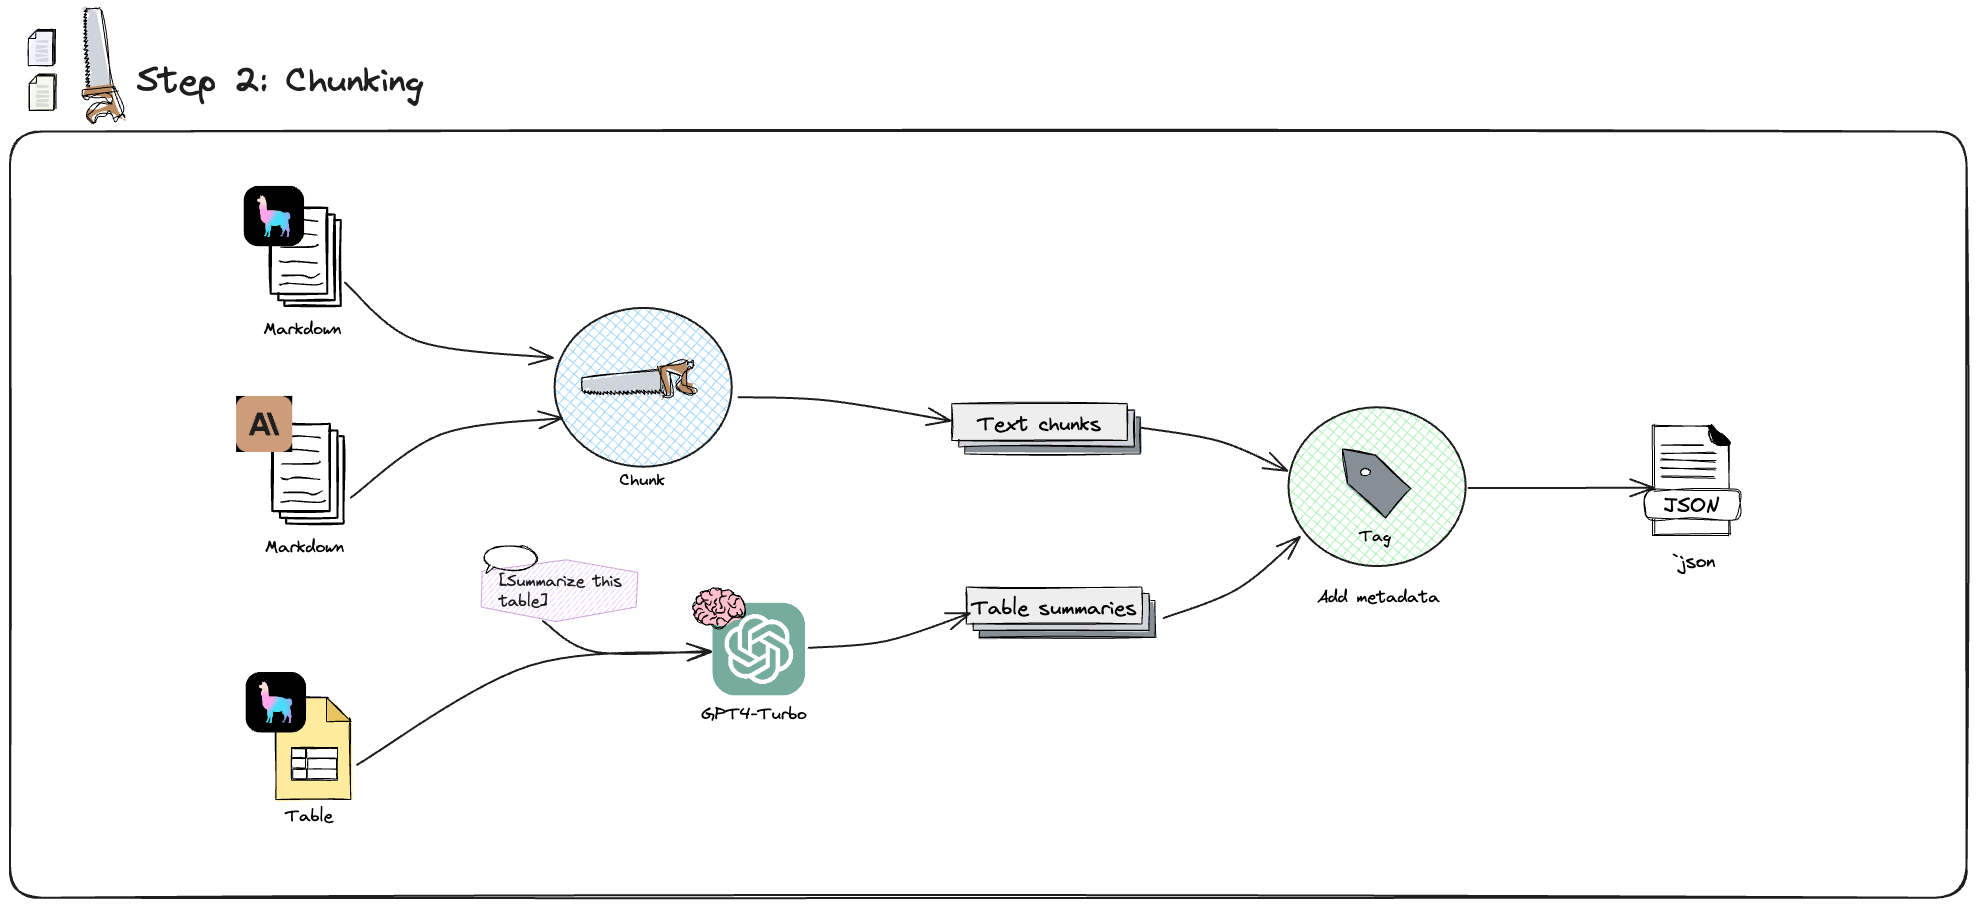 Step 2: Chunking
Markdown
A\
Markdown
Chunk
Text chunks
Tag
Add metadata
JSON
`json
[Summarize this
table]
GPT4-Turbo
Table summaries
Table